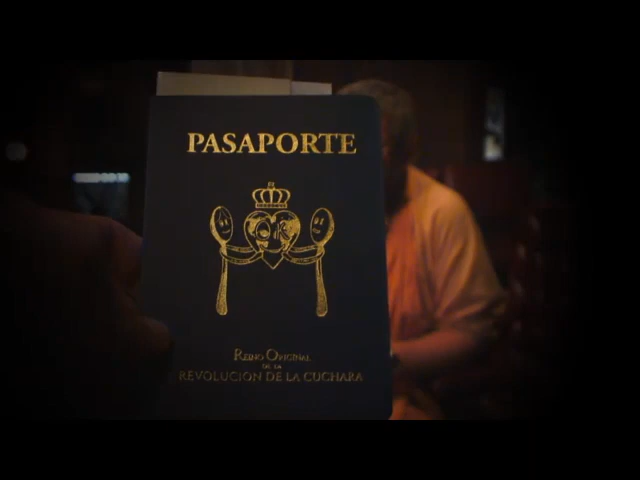 PASAPORTE
REINO ORIGINAL
DE LA
REVOLUCION DE LA CUCHARA